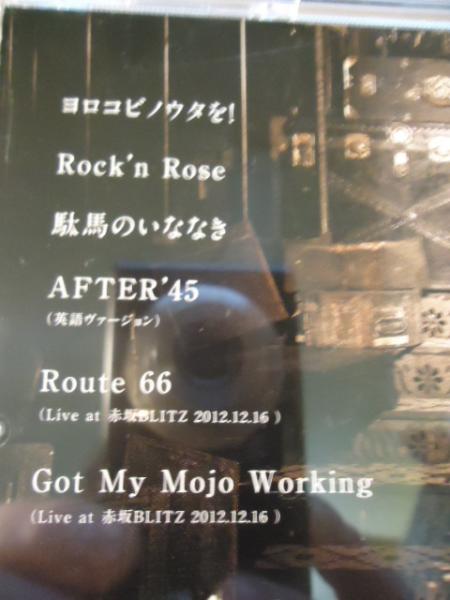 ヨロコビノウタを!
Rock'n Rose
駄馬のいななき
AFTER'45
(英語ヴァージョン)
Route 66
(Live at 赤坂BLITZ 2012.12.16 )
Got My Mojo Working
(Live at 赤坂BLITZ 2012.12.16 )